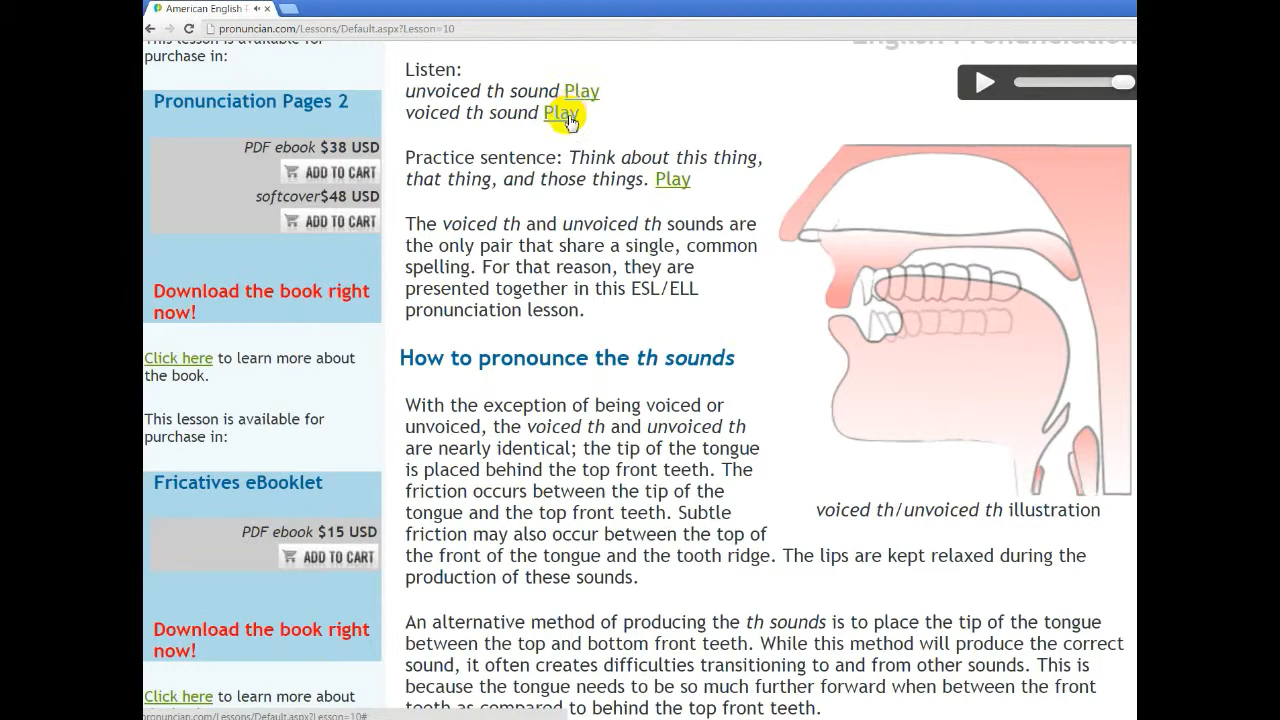 American English
pronuncian.com/Lessons/Default.aspx?Lesson=10
This lesson is available for
purchase in:
Pronunciation Pages 2
PDF ebook $38 USD
ADD TO CART
softcover$48 USD
ADD TO CART
Download the book right
now!
Click here to learn more about
the book.
This lesson is available for
purchase in:
Fricatives eBooklet
PDF ebook $15 USD
ADD TO CART
Download the book right
now!
Click here to learn more about
pronuncian.com/Lessons/Default.aspx?Lesson=10#
English Pronunciation
Listen:
unvoiced th sound Play
voiced th sound Play
Practice sentence: Think about this thing,
that thing, and those things. Play
The voiced th and unvoiced th sounds are
the only pair that share a single, common
spelling. For that reason, they are
presented together in this ESL/ELL
pronunciation lesson.
How to pronounce the th sounds
With the exception of being voiced or
unvoiced, the voiced th and unvoiced th
are nearly identical; the tip of the tongue
is placed behind the top front teeth. The
friction occurs between the tip of the
tongue and the top front teeth. Subtle
friction may also occur between the top of
the front of the tongue and the tooth ridge. The lips are kept relaxed during the
production of these sounds.
voiced th/unvoiced th illustration
An alternative method of producing the th sounds is to place the tip of the tongue
between the top and bottom front teeth. While this method will produce the correct
sound, it often creates difficulties transitioning to and from other sounds. This is
because the tongue needs to be so much further forward when between the front
teeth as compared to behind the top front teeth.